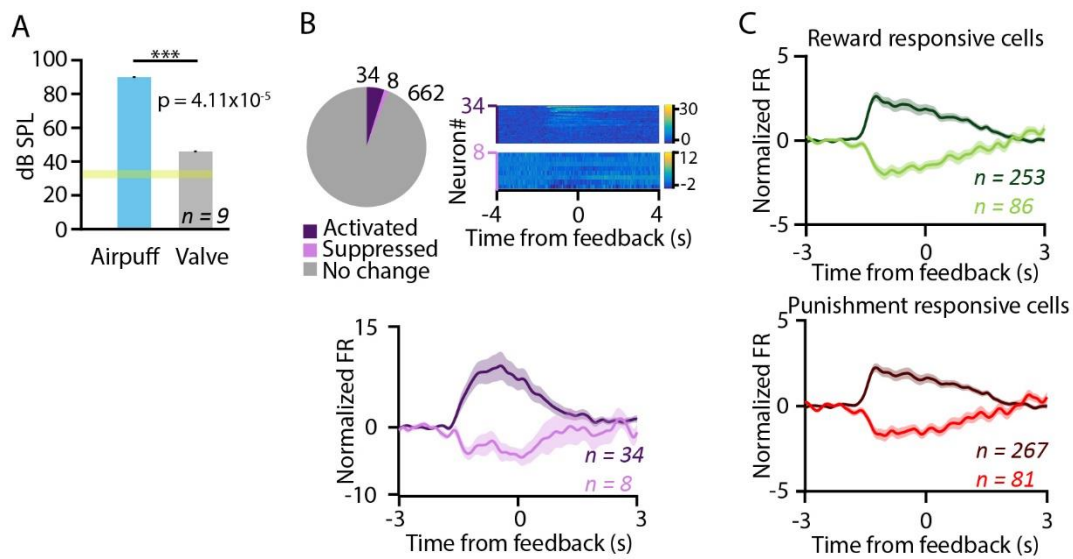 A
dB SPL
100
80
60
40
20
0
***
p = 4.11x10-5
n = 9
Airpuff
Valve
B
34
8
662
Activated
Suppressed
No change
Neuron#
34
8
30
0
12
-2
-4
0
4
Time from feedback (s)
Normalized FR
15
0
-10
n = 34
n = 8
-3
0
3
Time from feedback (s)
C
Reward responsive cells
Normalized FR
5
0
-5
n = 253
n = 86
-3
0
3
Time from feedback (s)
Punishment responsive cells
Normalized FR
5
0
-5
n = 267
n = 81
-3
0
3
Time from feedback (s)